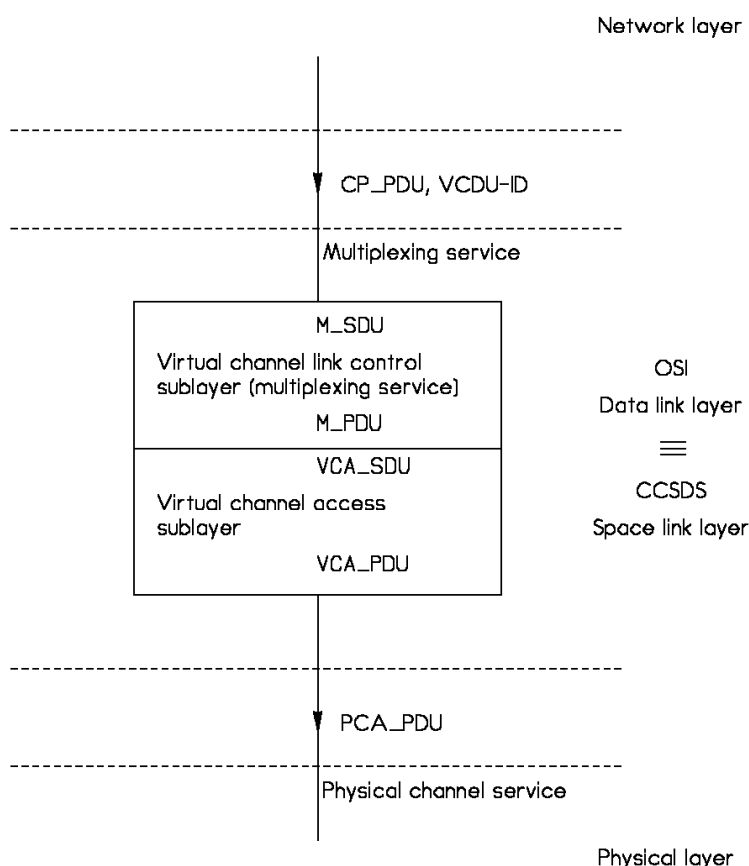 Network layer
CP_PDU, VCDU-ID
Multiplexing service
M_SDU
Virtual channel link control
sublayer (multiplexing service)
M_PDU
VCA_SDU
Virtual channel access
sublayer
VCA_PDU
OSI
Data link layer
≡
CCSDS
Space link layer
PCA_PDU
Physical channel service
Physical layer